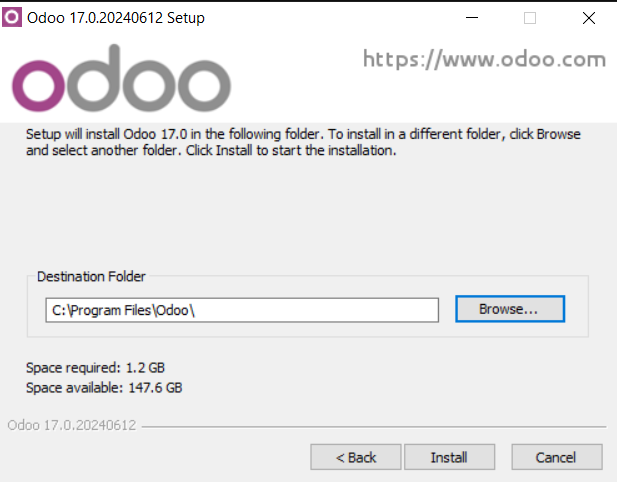 Odoo 17.0.20240612 Setup
odoo
https://www.odoo.com
Setup will install Odoo 17.0 in the following folder. To install in a different folder, click Browse
and select another folder. Click Install to start the installation.
Destination Folder
C:\Program Files\Odoo\
Browse...
Space required: 1.2 GB
Space available: 147.6 GB
Odoo 17.0.20240612
< Back
Install
Cancel